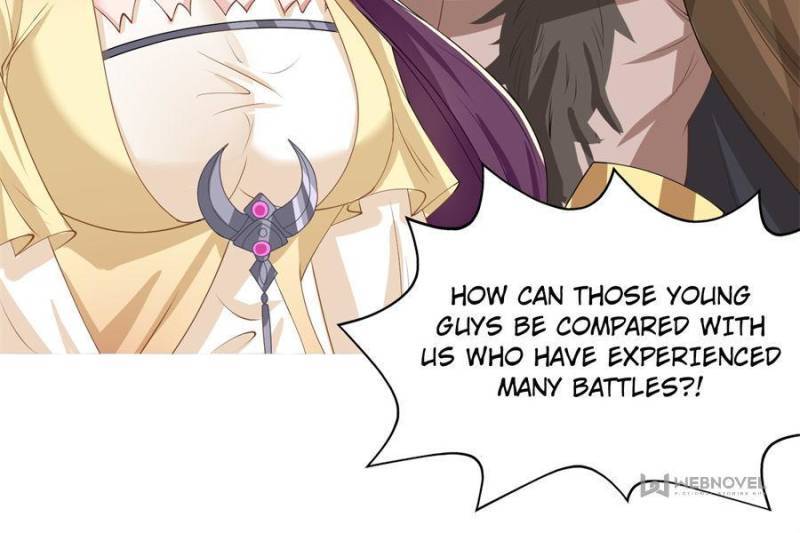 HOW CAN THOSE YOUNG
GUYS BE COMPARED WITH
US WHO HAVE EXPERIENCED
MANY BATTLES?!
WEBNOVEL